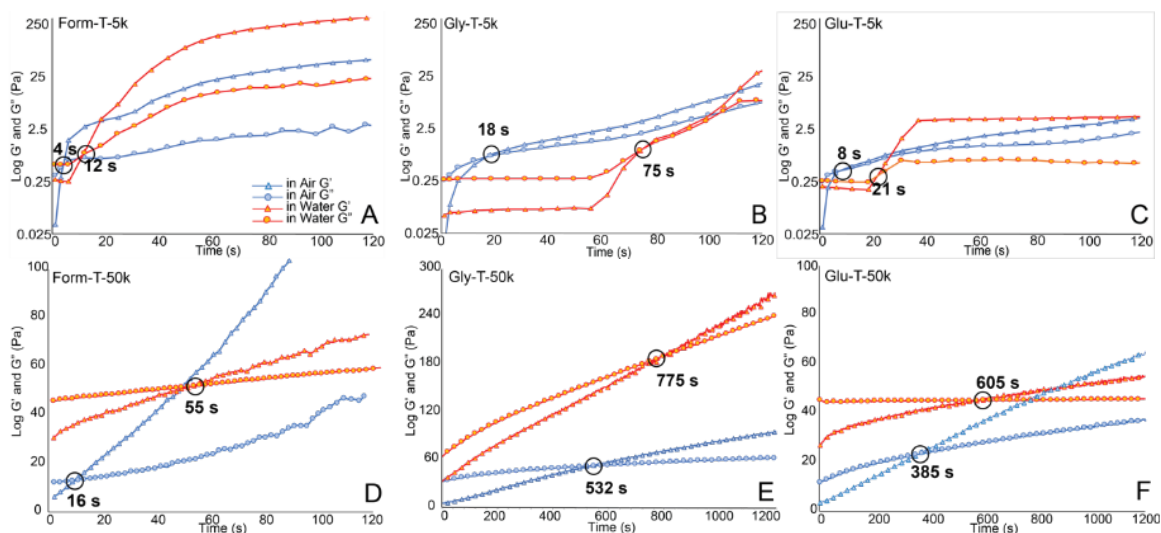 Form-T-5k
250
25
2.5
0.25
0.025
Log G' and G'' (Pa)
4 s
12 s
in Air G'
in Air G''
in Water G'
in Water G''
A
0 20 40 60 80 100 120
Time (s)
Gly-T-5k
250
25
2.5
0.25
0.025
Log G' and G'' (Pa)
18 s
75 s
B
0 20 40 60 80 100 120
Time (s)
Glu-T-5k
250
25
2.5
0.25
0.025
Log G' and G'' (Pa)
8 s
21 s
C
0 20 40 60 80 100 120
Time (s)
Form-T-50k
100
80
60
40
20
0
Log G' and G'' (Pa)
55 s
16 s
D
0 20 40 60 80 100 120
Time (s)
Gly-T-50k
300
240
180
120
60
000
Log G' and G'' (Pa)
775 s
532 s
E
0 200 400 600 800 1000 1200
Time (s)
Glu-T-50k
100
80
60
40
20
0
Log G' and G'' (Pa)
605 s
385 s
F
0 200 400 600 800 1000 1200
Time (s)